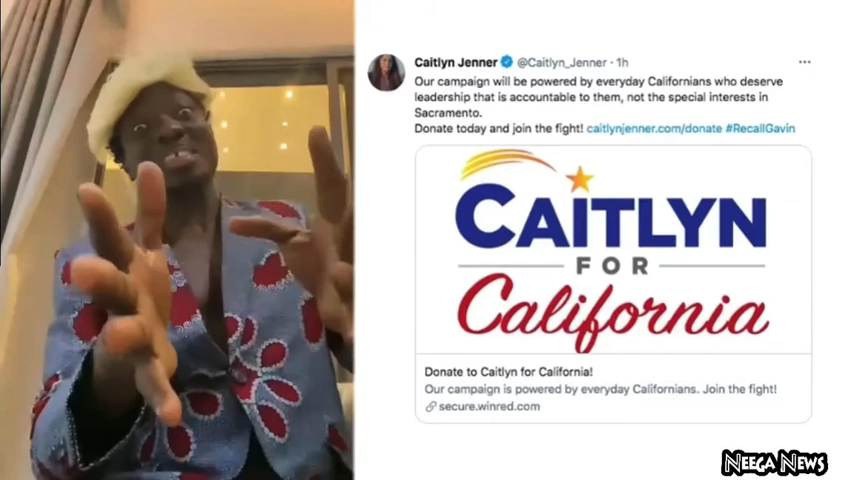 Caitlyn Jenner @Caitlyn_Jenner · 1h
Our campaign will be powered by everyday Californians who deserve
leadership that is accountable to them, not the special interests in
Sacramento.
Donate today and join the fight! caitlynjenner.com/donate #RecallGavin
CAITLYN
FOR
California
Donate to Caitlyn for California!
Our campaign is powered by everyday Californians. Join the fight!
secure.winred.com
NEEGA NEWS